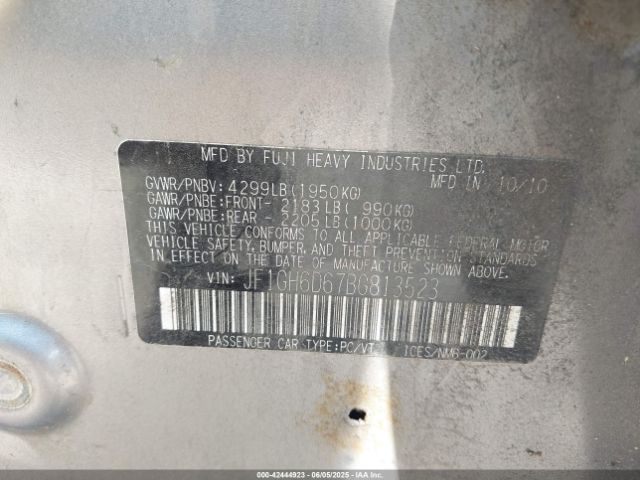 MFD BY FUJI HEAVY INDUSTRIES LTD.
GVWR/PNBV: 4299LB(1950KG) MFD IN 10/10
GAWR/PNBE:FRONT- 2183LB( 990KG)
GAWR/PNBE:REAR - 2205LB(1000KG)
THIS VEHICLE CONFORMS TO ALL APPLICABLE FEDERAL MOTOR
VEHICLE SAFETY, BUMPER, AND THEFT PREVENTION STANDARDS
IN EFFECT ON THE DATE OF MANUFACTURE SHOWN ABOVE.
VIN: JF1GH6D67BG813523
PASSENGER CAR TYPE:PC/VT ICES/NMB-002
000-42444923 | 06/05/2025 | IAAI.COM